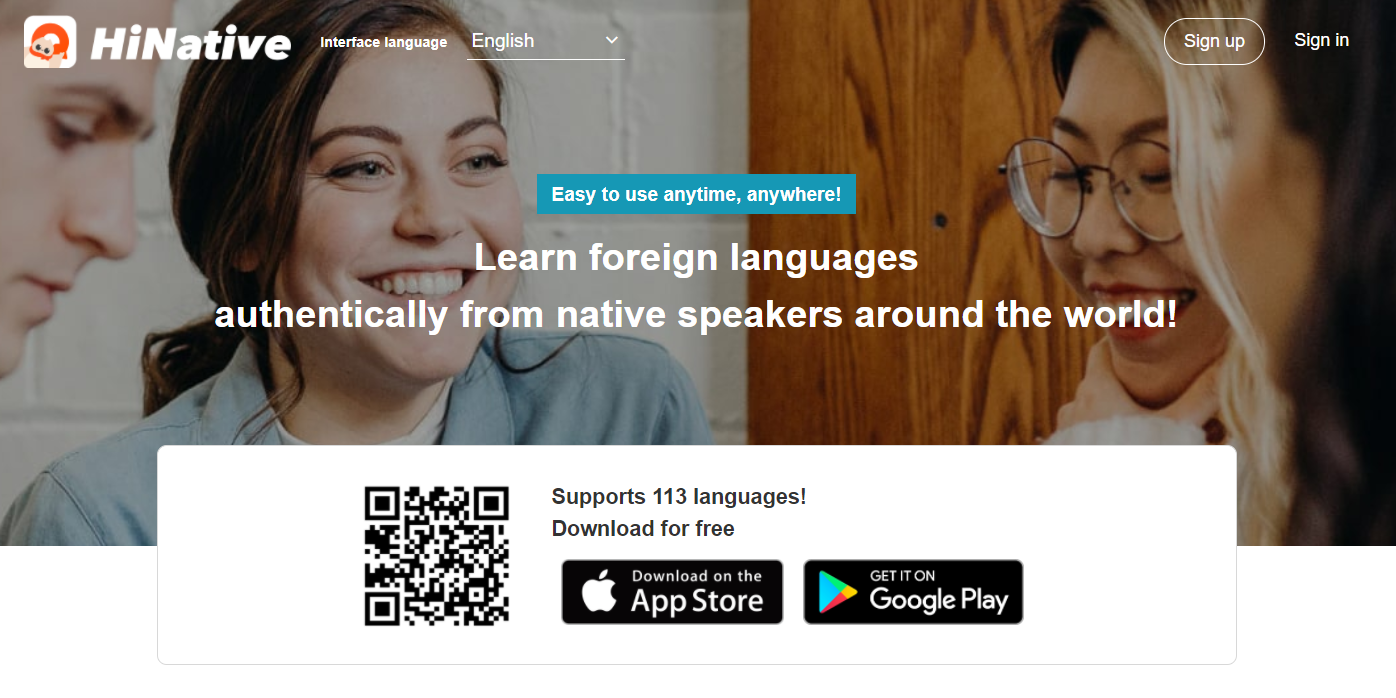 HiNative
Interface language
English
Sign up
Sign in
Easy to use anytime, anywhere!
Learn foreign languages
authentically from native speakers around the world!
Supports 113 languages!
Download for free
Download on the
App Store
GET IT ON
Google Play